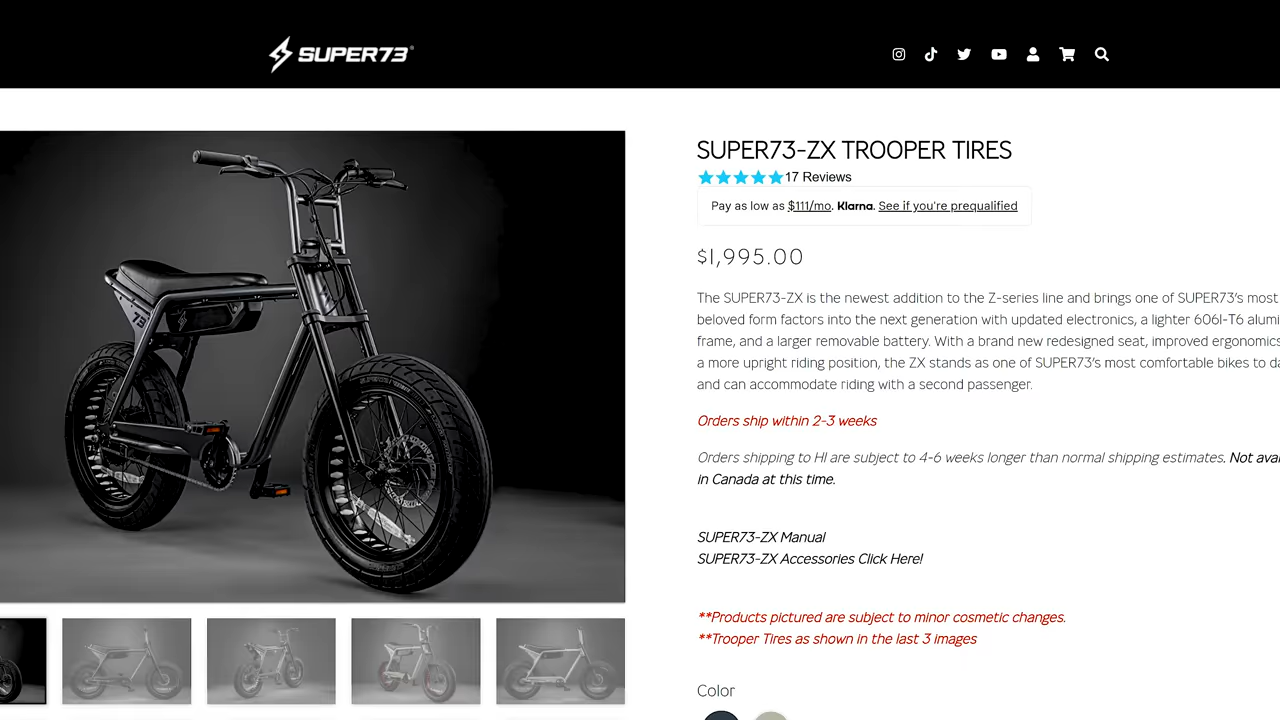 SUPER73
SUPER73-ZX TROOPER TIRES
17 Reviews
Pay as low as $111/mo. Klarna. See if you're prequalified
$1,995.00
The SUPER73-ZX is the newest addition to the Z-series line and brings one of SUPER73's most
beloved form factors into the next generation with updated electronics, a lighter 6061-T6 alumi
frame, and a larger removable battery. With a brand new redesigned seat, improved ergonomics
a more upright riding position, the ZX stands as one of SUPER73's most comfortable bikes to da
and can accommodate riding with a second passenger.
Orders ship within 2-3 weeks
Orders shipping to HI are subject to 4-6 weeks longer than normal shipping estimates. Not avai
in Canada at this time.
SUPER73-ZX Manual
SUPER73-ZX Accessories Click Here!
**Products pictured are subject to minor cosmetic changes.
**Trooper Tires as shown in the last 3 images
Color
73